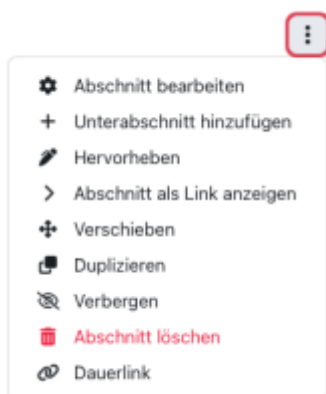 Abschnitt bearbeiten
Unterabschnitt hinzufügen
Hervorheben
Abschnitt als Link anzeigen
Verschieben
Duplizieren
Verbergen
Abschnitt löschen
Dauerlink